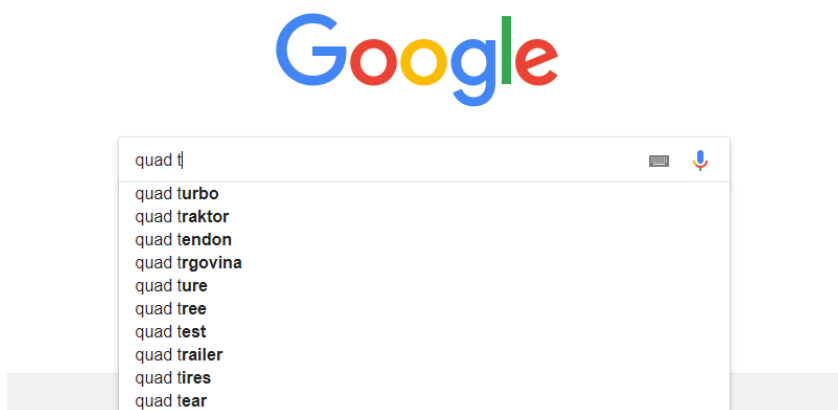 Google
quad t
quad turbo
quad traktor
quad tendon
quad trgovina
quad ture
quad tree
quad test
quad trailer
quad tires
quad tear